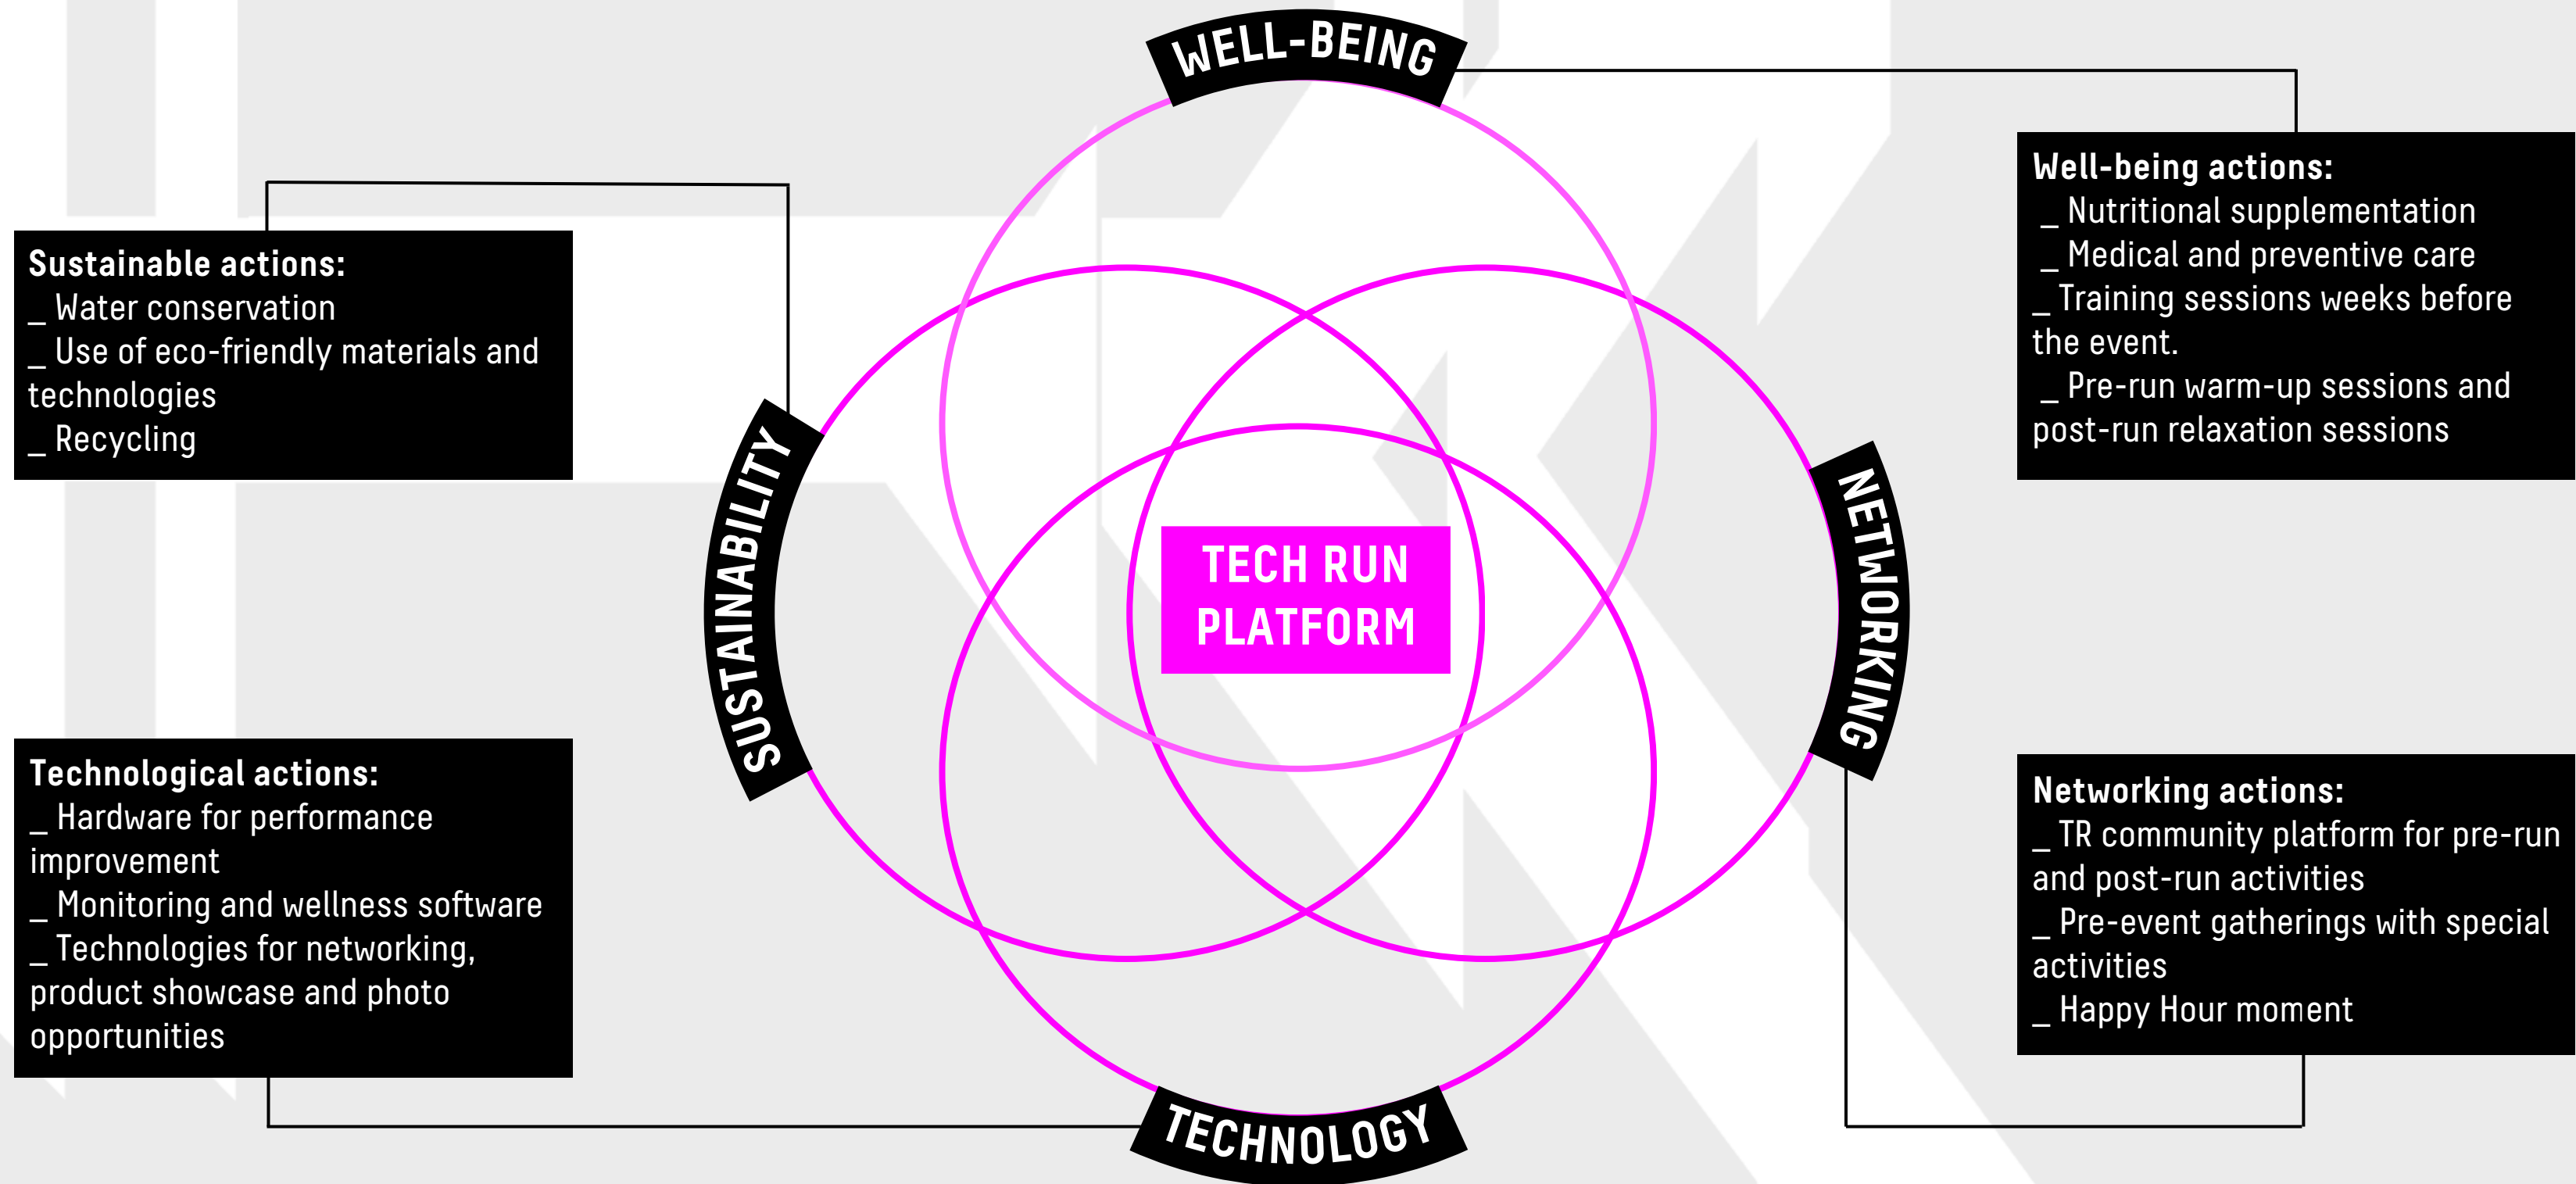 WELL-BEING
Sustainable actions:
_ Water conservation
_ Use of eco-friendly materials and
technologies
_ Recycling
Well-being actions:
_ Nutritional supplementation
_ Medical and preventive care
_ Training sessions weeks before
the event.
_ Pre-run warm-up sessions and
post-run relaxation sessions
SUSTAINABILITY
TECH RUN
PLATFORM
NETWORKING
Technological actions:
_ Hardware for performance
improvement
_ Monitoring and wellness software
_ Technologies for networking,
product showcase and photo
opportunities
Networking actions:
_ TR community platform for pre-run
and post-run activities
_ Pre-event gatherings with special
activities
_ Happy Hour moment
TECHNOLOGY